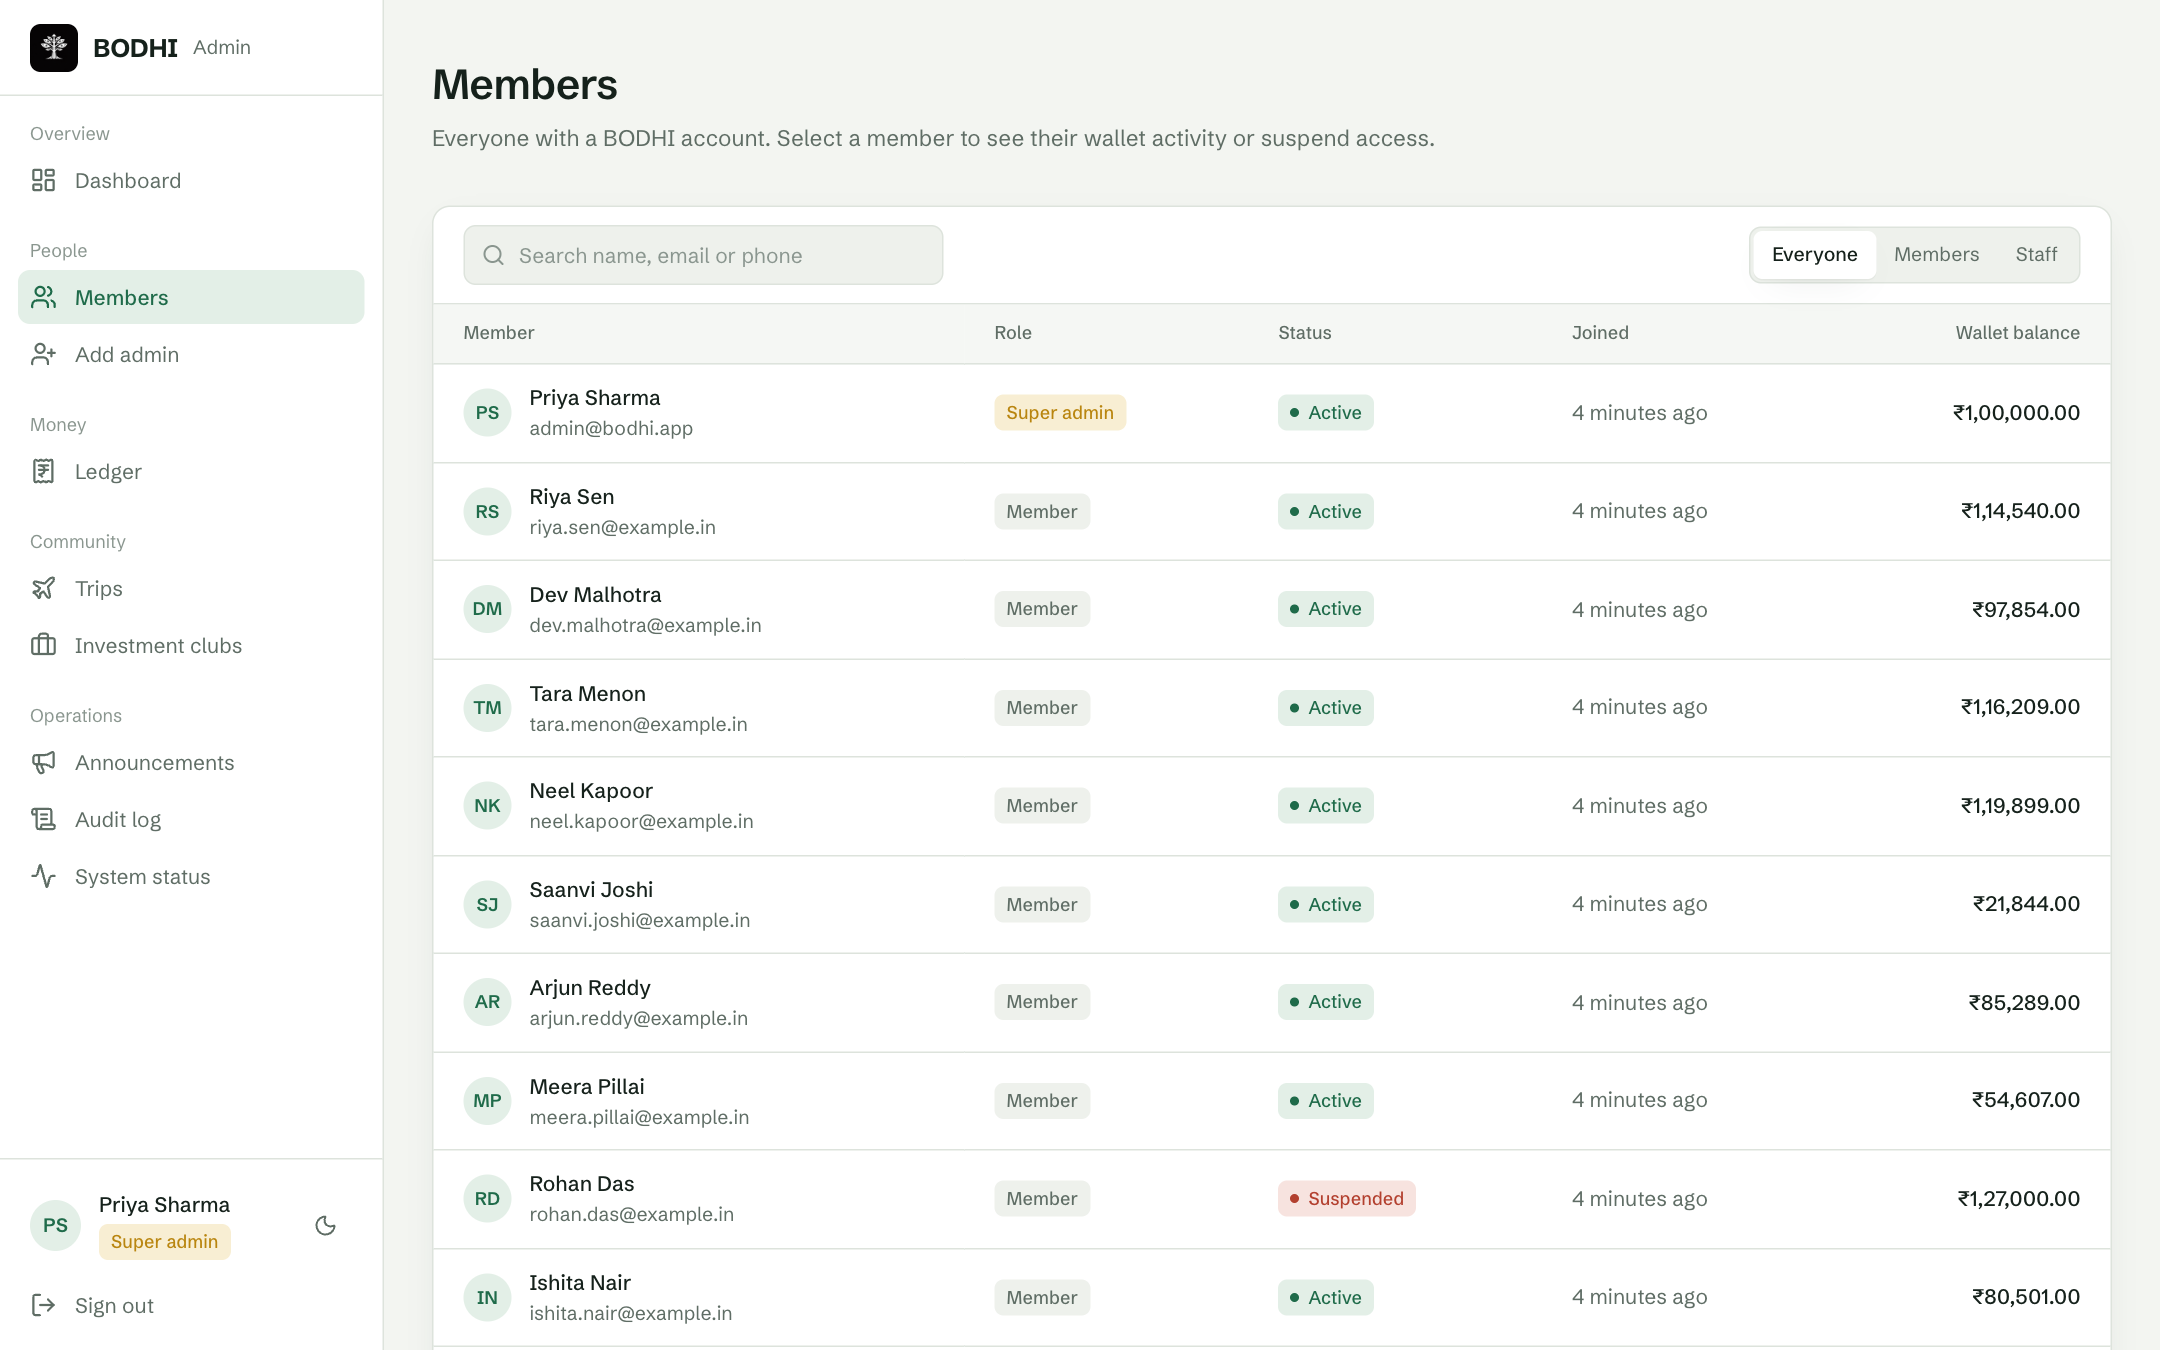 BODHI Admin
Overview
Dashboard
People
Members
Add admin
Money
Ledger
Community
Trips
Investment clubs
Operations
Announcements
Audit log
System status
PS Priya Sharma
Super admin
Sign out
Members
Everyone with a BODHI account. Select a member to see their wallet activity or suspend access.
Search name, email or phone
Everyone Members Staff
Member Role Status Joined Wallet balance
PS Priya Sharma Super admin Active 4 minutes ago ₹1,00,000.00
admin@bodhi.app
RS Riya Sen Member Active 4 minutes ago ₹1,14,540.00
riya.sen@example.in
DM Dev Malhotra Member Active 4 minutes ago ₹97,854.00
dev.malhotra@example.in
TM Tara Menon Member Active 4 minutes ago ₹1,16,209.00
tara.menon@example.in
NK Neel Kapoor Member Active 4 minutes ago ₹1,19,899.00
neel.kapoor@example.in
SJ Saanvi Joshi Member Active 4 minutes ago ₹21,844.00
saanvi.joshi@example.in
AR Arjun Reddy Member Active 4 minutes ago ₹85,289.00
arjun.reddy@example.in
MP Meera Pillai Member Active 4 minutes ago ₹54,607.00
meera.pillai@example.in
RD Rohan Das Member Suspended 4 minutes ago ₹1,27,000.00
rohan.das@example.in
IN Ishita Nair Member Active 4 minutes ago ₹80,501.00
ishita.nair@example.in